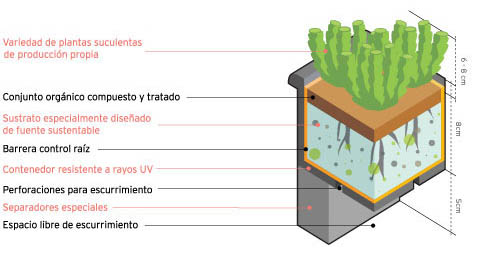 Variedad de plantas suculentas
de producción propia
Conjunto orgánico compuesto y tratado
Sustrato especialmente diseñado
de fuente sustentable
Barrera control raíz
Contenedor resistente a rayos UV
Perforaciones para escurrimiento
Separadores especiales
Espacio libre de escurrimiento
6 - 8 cm
8cm
5cm